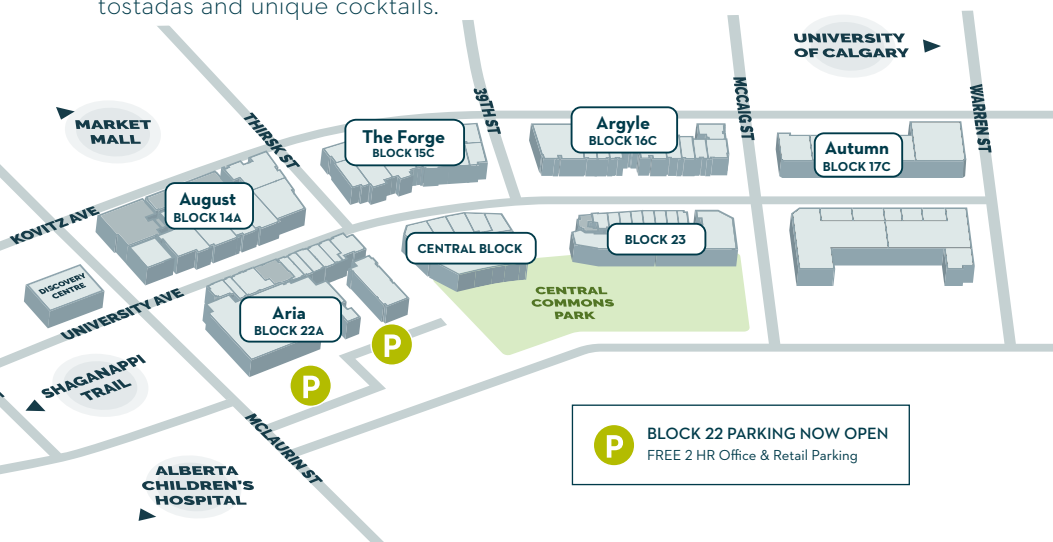 tostadas and unique cocktails.
UNIVERSITY
OF CALGARY
MARKET
MALL
THIRSK ST
39TH ST
MCCAIG ST
WARREN ST
The Forge
BLOCK 15C
Argyle
BLOCK 16C
Autumn
BLOCK 17C
August
BLOCK 14A
KOVITZ AVE
CENTRAL BLOCK
BLOCK 23
DISCOVERY
CENTRE
UNIVERSITY AVE
CENTRAL
COMMONS
PARK
Aria
BLOCK 22A
P
P
SHAGANAPPI
TRAIL
MCLAURIN ST
ALBERTA
CHILDREN'S
HOSPITAL
P
BLOCK 22 PARKING NOW OPEN
FREE 2 HR Office & Retail Parking